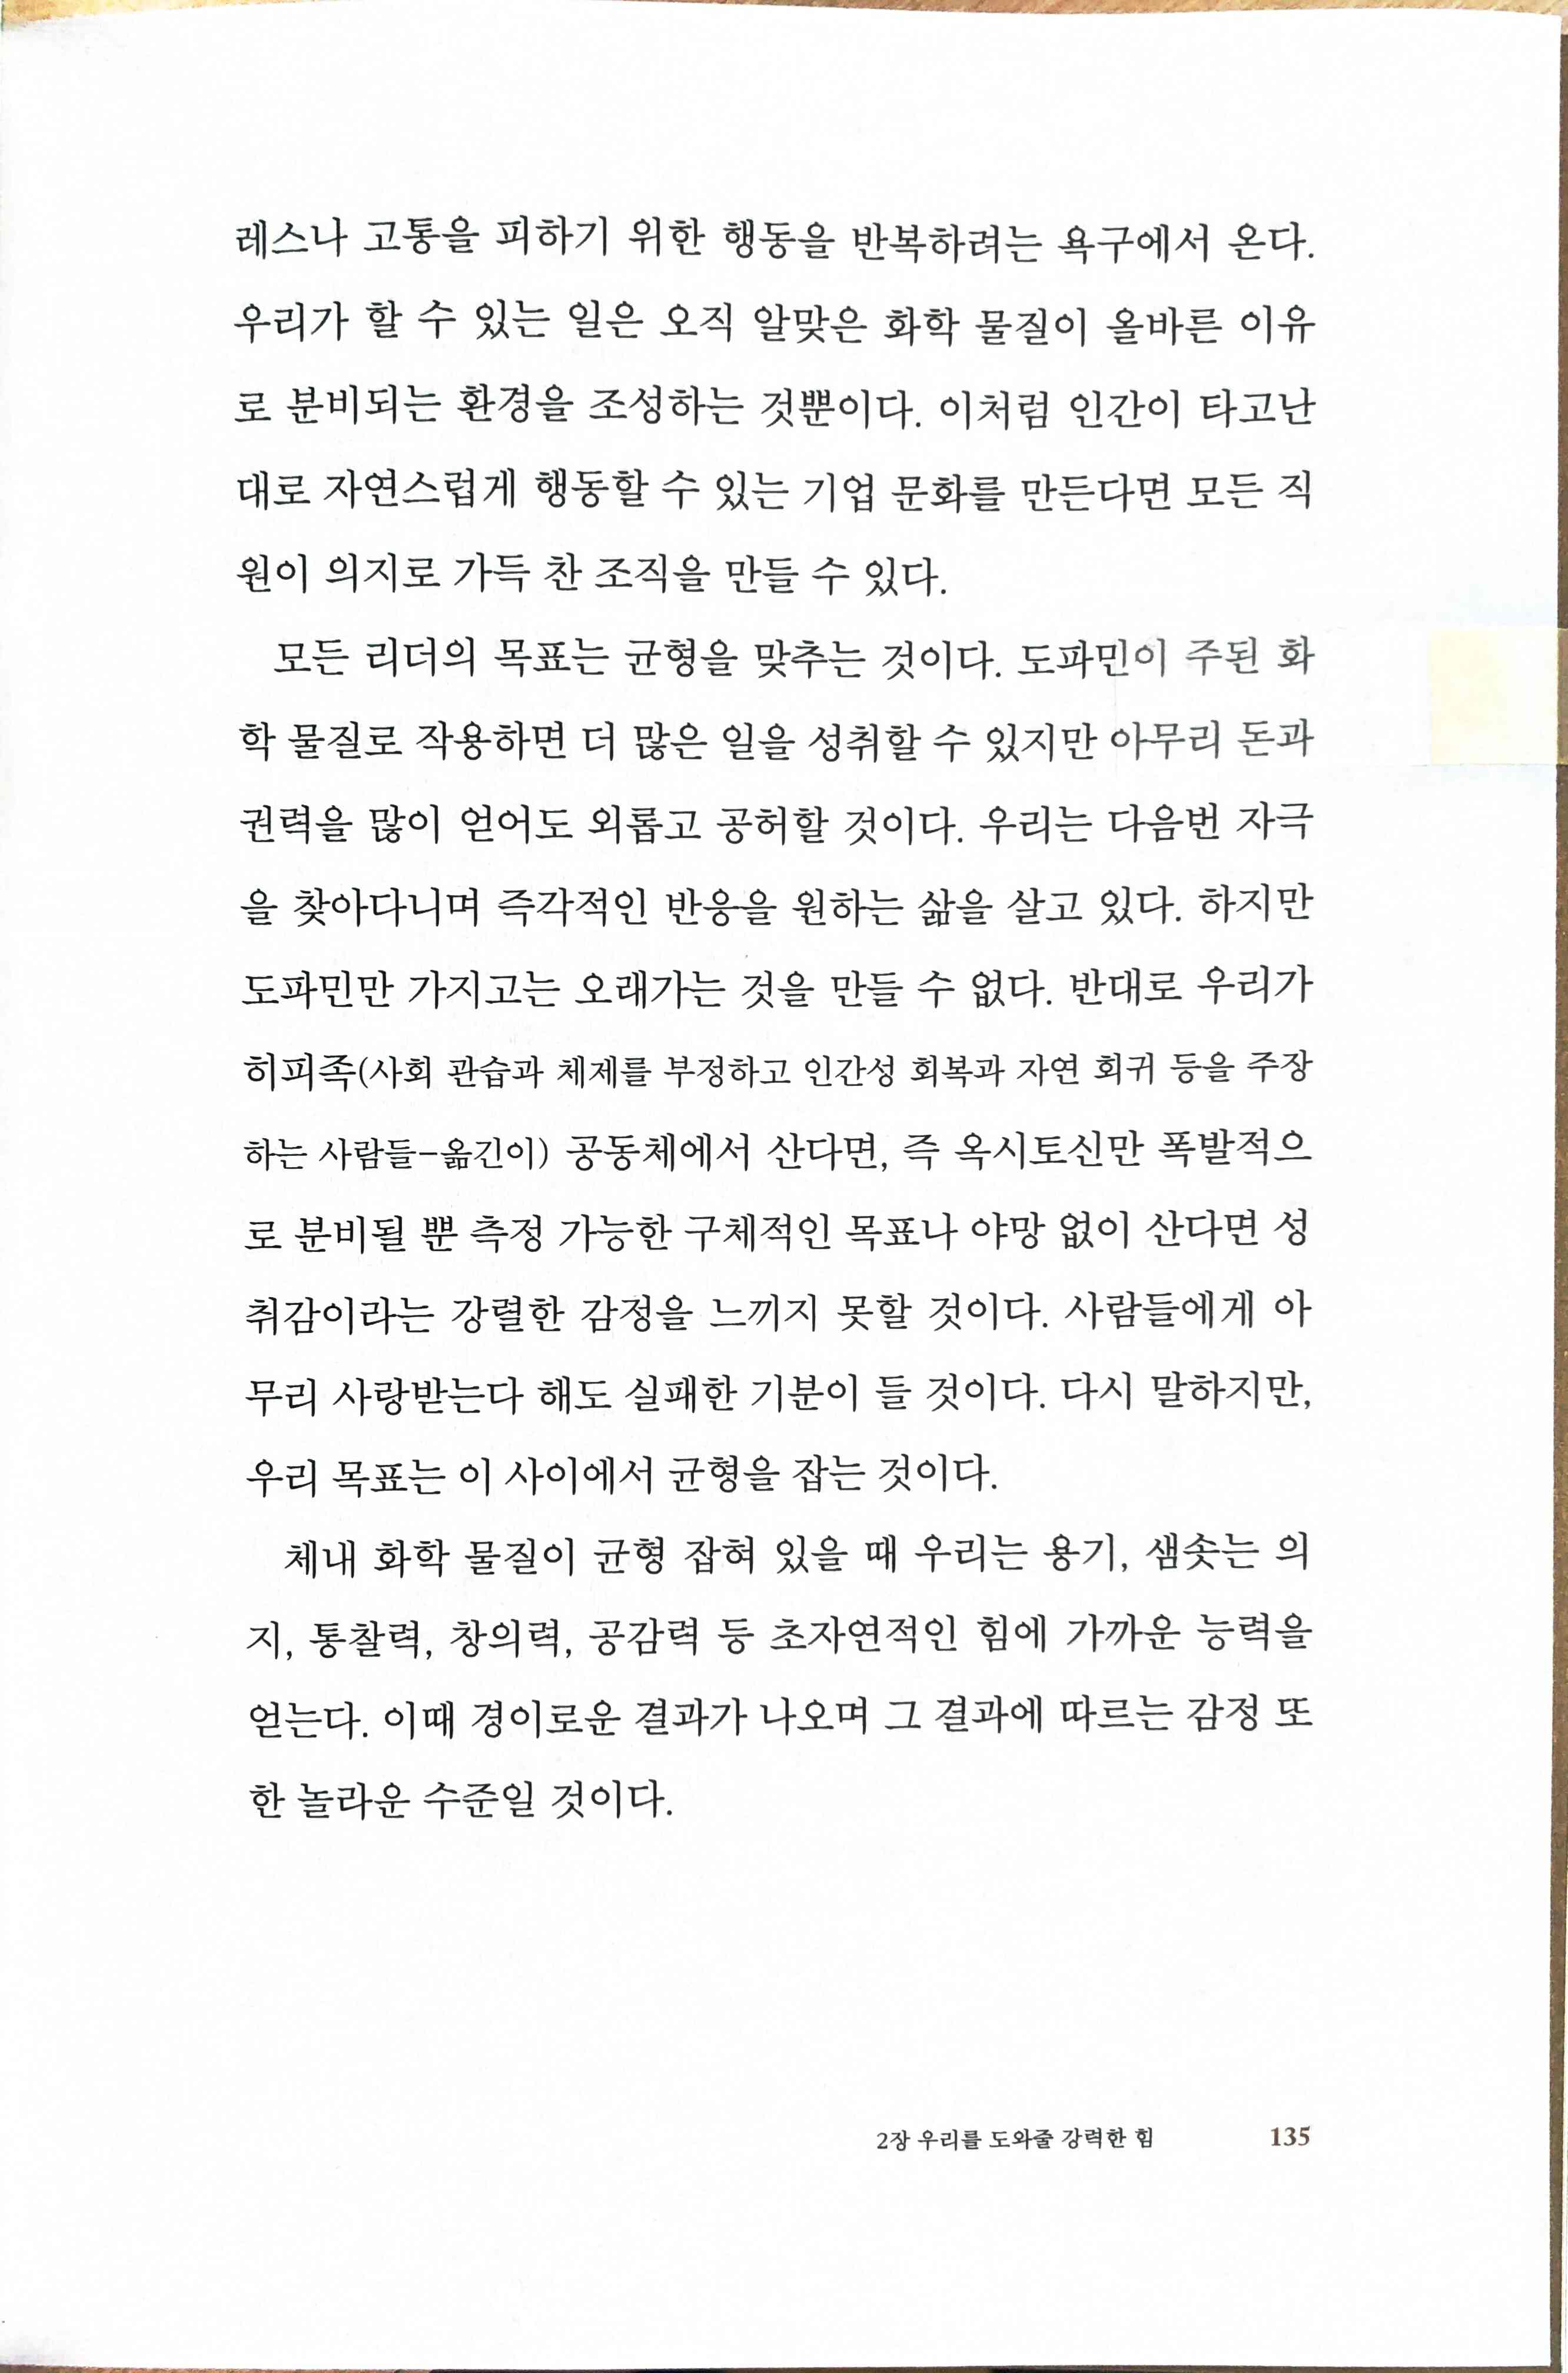 레스나 고통을 피하기 위한 행동을 반복하려는 욕구에서 온다.
우리가 할 수 있는 일은 오직 알맞은 화학 물질이 올바른 이유
로 분비되는 환경을 조성하는 것뿐이다. 이처럼 인간이 타고난
대로 자연스럽게 행동할 수 있는 기업 문화를 만든다면 모든 직
원이 의지로 가득 찬 조직을 만들 수 있다.
모든 리더의 목표는 균형을 맞추는 것이다. 도파민이 주된 화
학 물질로 작용하면 더 많은 일을 성취할 수 있지만 아무리 돈과
권력을 많이 얻어도 외롭고 공허할 것이다. 우리는 다음번 자극
을 찾아다니며 즉각적인 반응을 원하는 삶을 살고 있다. 하지만
도파민만 가지고는 오래가는 것을 만들 수 없다. 반대로 우리가
히피족(사회 관습과 체제를 부정하고 인간성 회복과 자연 회귀 등을 주장
하는 사람들-옮긴이) 공동체에서 산다면, 즉 옥시토신만 폭발적으
로 분비될 뿐 측정 가능한 구체적인 목표나 야망 없이 산다면 성
취감이라는 강렬한 감정을 느끼지 못할 것이다. 사람들에게 아
무리 사랑받는다 해도 실패한 기분이 들 것이다. 다시 말하지만,
우리 목표는 이 사이에서 균형을 잡는 것이다.
체내 화학 물질이 균형 잡혀 있을 때 우리는 용기, 샘솟는 의
지, 통찰력, 창의력, 공감력 등 초자연적인 힘에 가까운 능력을
얻는다. 이때 경이로운 결과가 나오며 그 결과에 따르는 감정 또
한 놀라운 수준일 것이다.
2장 우리를 도와줄 강력한 힘 135